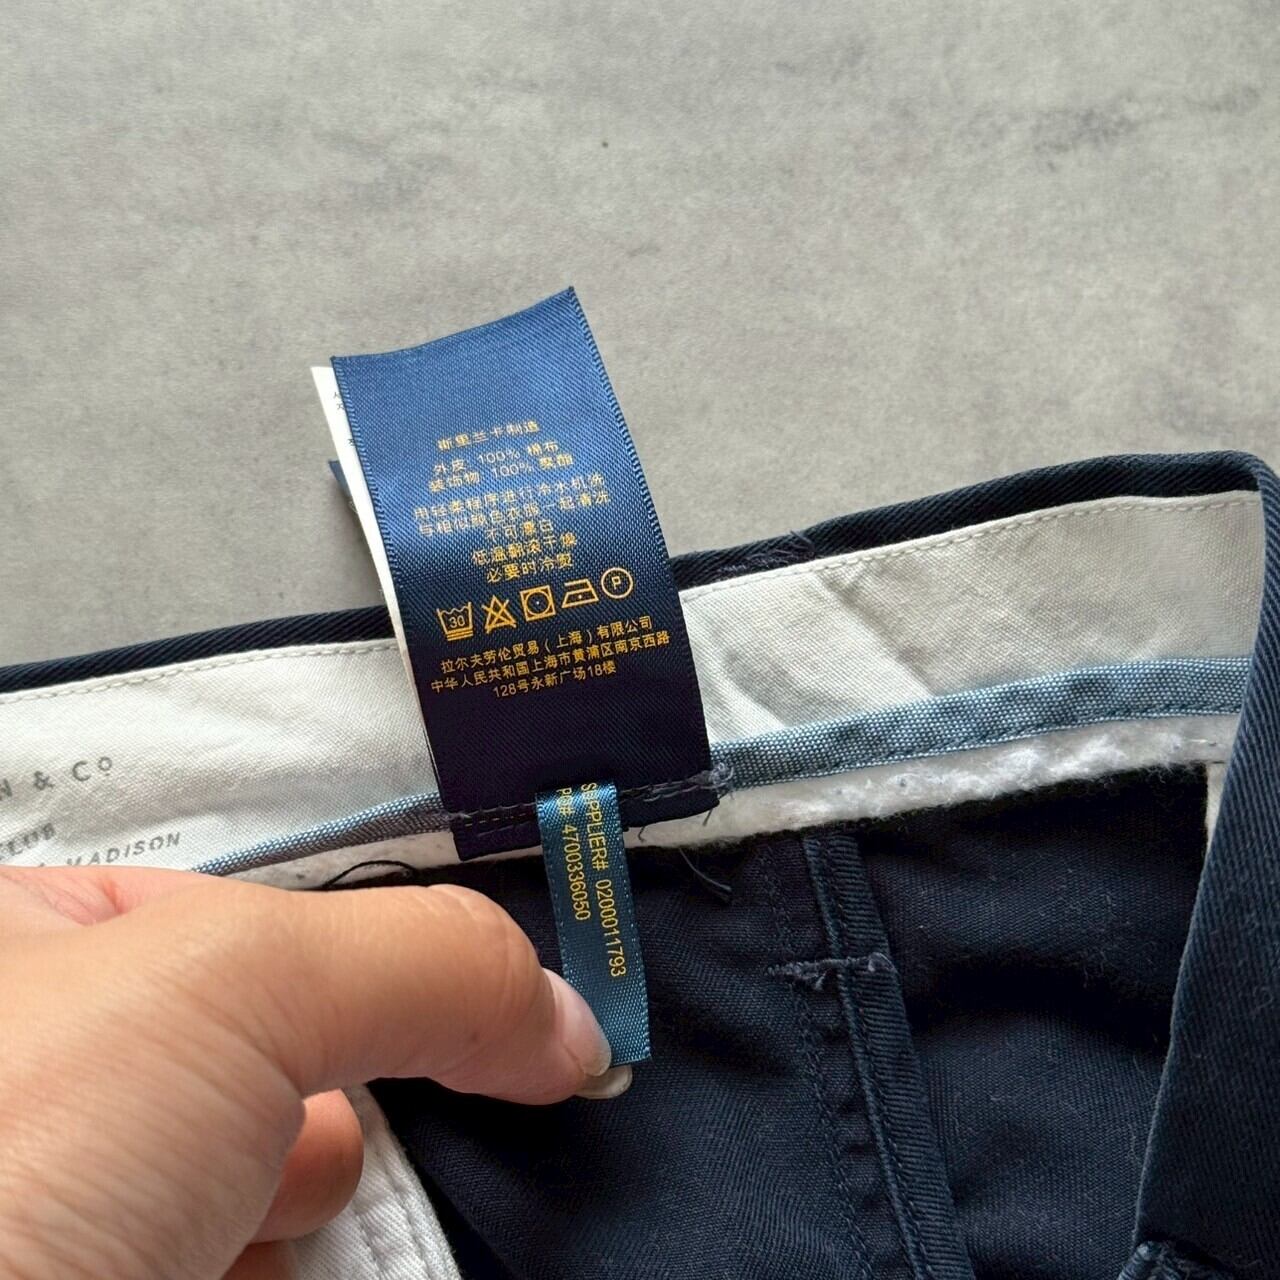 斯里兰卡制造
外皮 100% 棉布
装饰物 100% 聚酯
用轻柔程序进行冷水机洗
与相似颜色衣服一起清洗
不可漂白
低温翻滚干燥
必要时冷熨
30
P
拉尔夫劳伦贸易（上海）有限公司
中华人民共和国上海市黄浦区南京西路
128号永新广场18楼
SUPPLIER# 0200011793
PO# 4700336050
& Co
MADISON